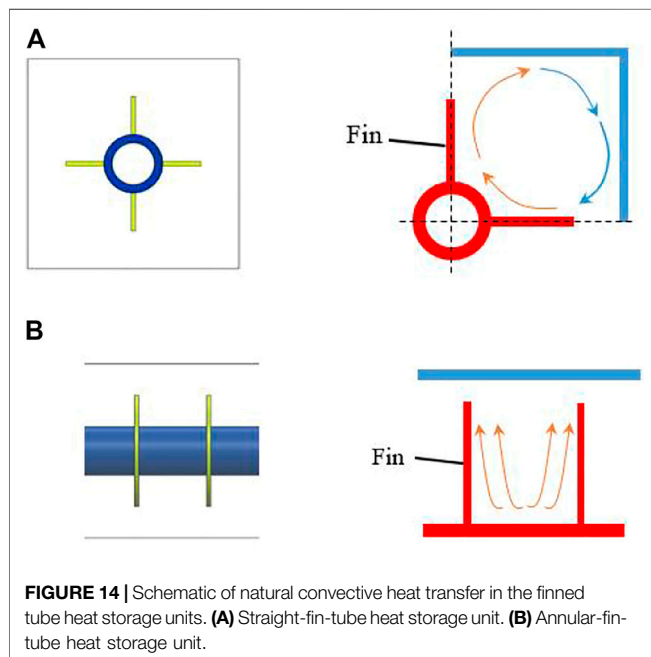 A
Fin
B
Fin
FIGURE 14 | Schematic of natural convective heat transfer in the finned
tube heat storage units. (A) Straight-fin-tube heat storage unit. (B) Annular-fin-
tube heat storage unit.